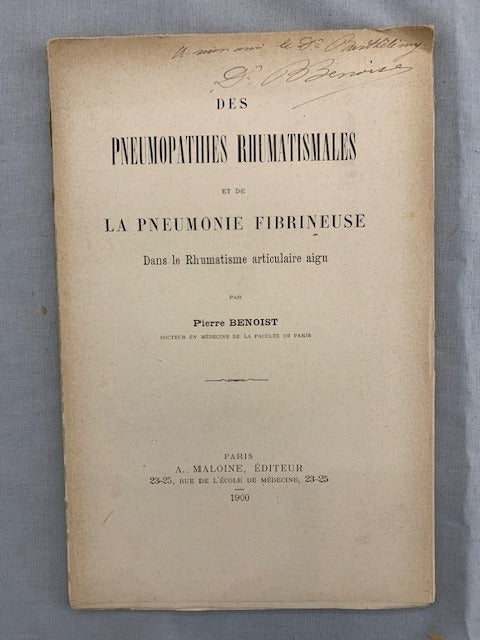 A mon ami le Dr Barthélémy
Dr P Benoist
DES
PNEUMOPATHIES RHUMATISMALES
ET DE
LA PNEUMONIE FIBRINEUSE
Dans le Rhumatisme articulaire aigu
PAR
Pierre BENOIST
DOCTEUR EN MÉDECINE DE LA FACULTÉ DE PARIS
PARIS
A. MALOINE, ÉDITEUR
23-25, RUE DE L'ÉCOLE DE MÉDECINE, 23-25
1900